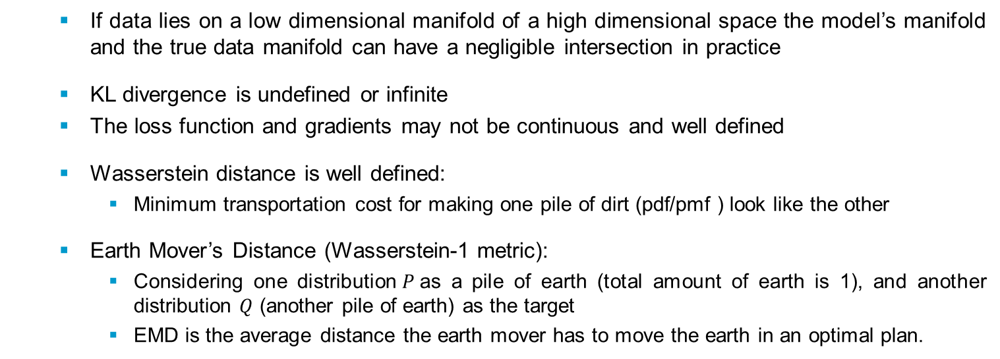 If data lies on a low dimensional manifold of a high dimensional space the model’s manifold
and the true data manifold can have a negligible intersection in practice
KL divergence is undefined or infinite
The loss function and gradients may not be continuous and well defined
Wasserstein distance is well defined:
Minimum transportation cost for making one pile of dirt (pdf/pmf ) look like the other
Earth Mover’s Distance (Wasserstein-1 metric):
Considering one distribution P as a pile of earth (total amount of earth is 1), and another
distribution Q (another pile of earth) as the target
EMD is the average distance the earth mover has to move the earth in an optimal plan.